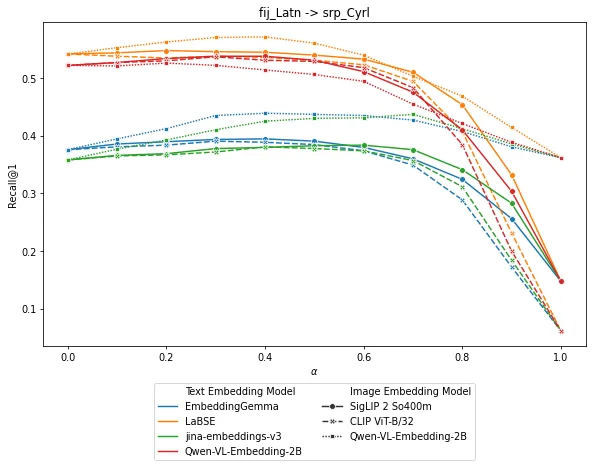 fij_Latn -> srp_Cyrl
Recall@1
0.5
0.4
0.3
0.2
0.1
0.0 0.2 0.4 0.6 0.8 1.0
α
Text Embedding Model
EmbeddingGemma
LaBSE
jina-embeddings-v3
Qwen-VL-Embedding-2B
Image Embedding Model
SigLIP 2 So400m
CLIP ViT-B/32
Qwen-VL-Embedding-2B